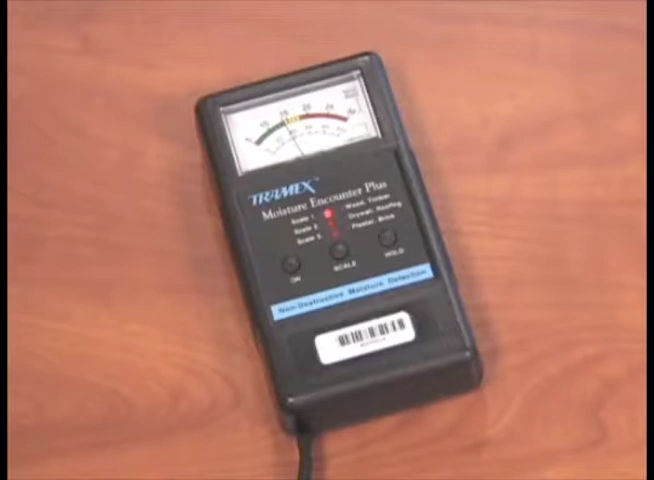 TRAMEX
Moisture Encounter Plus
Scale 1. Wood, Timber
Scale 2. Drywall, Roofing
Scale 3. Plaster, Brick
ON SCALE HOLD
Non-Destructive Moisture Detection